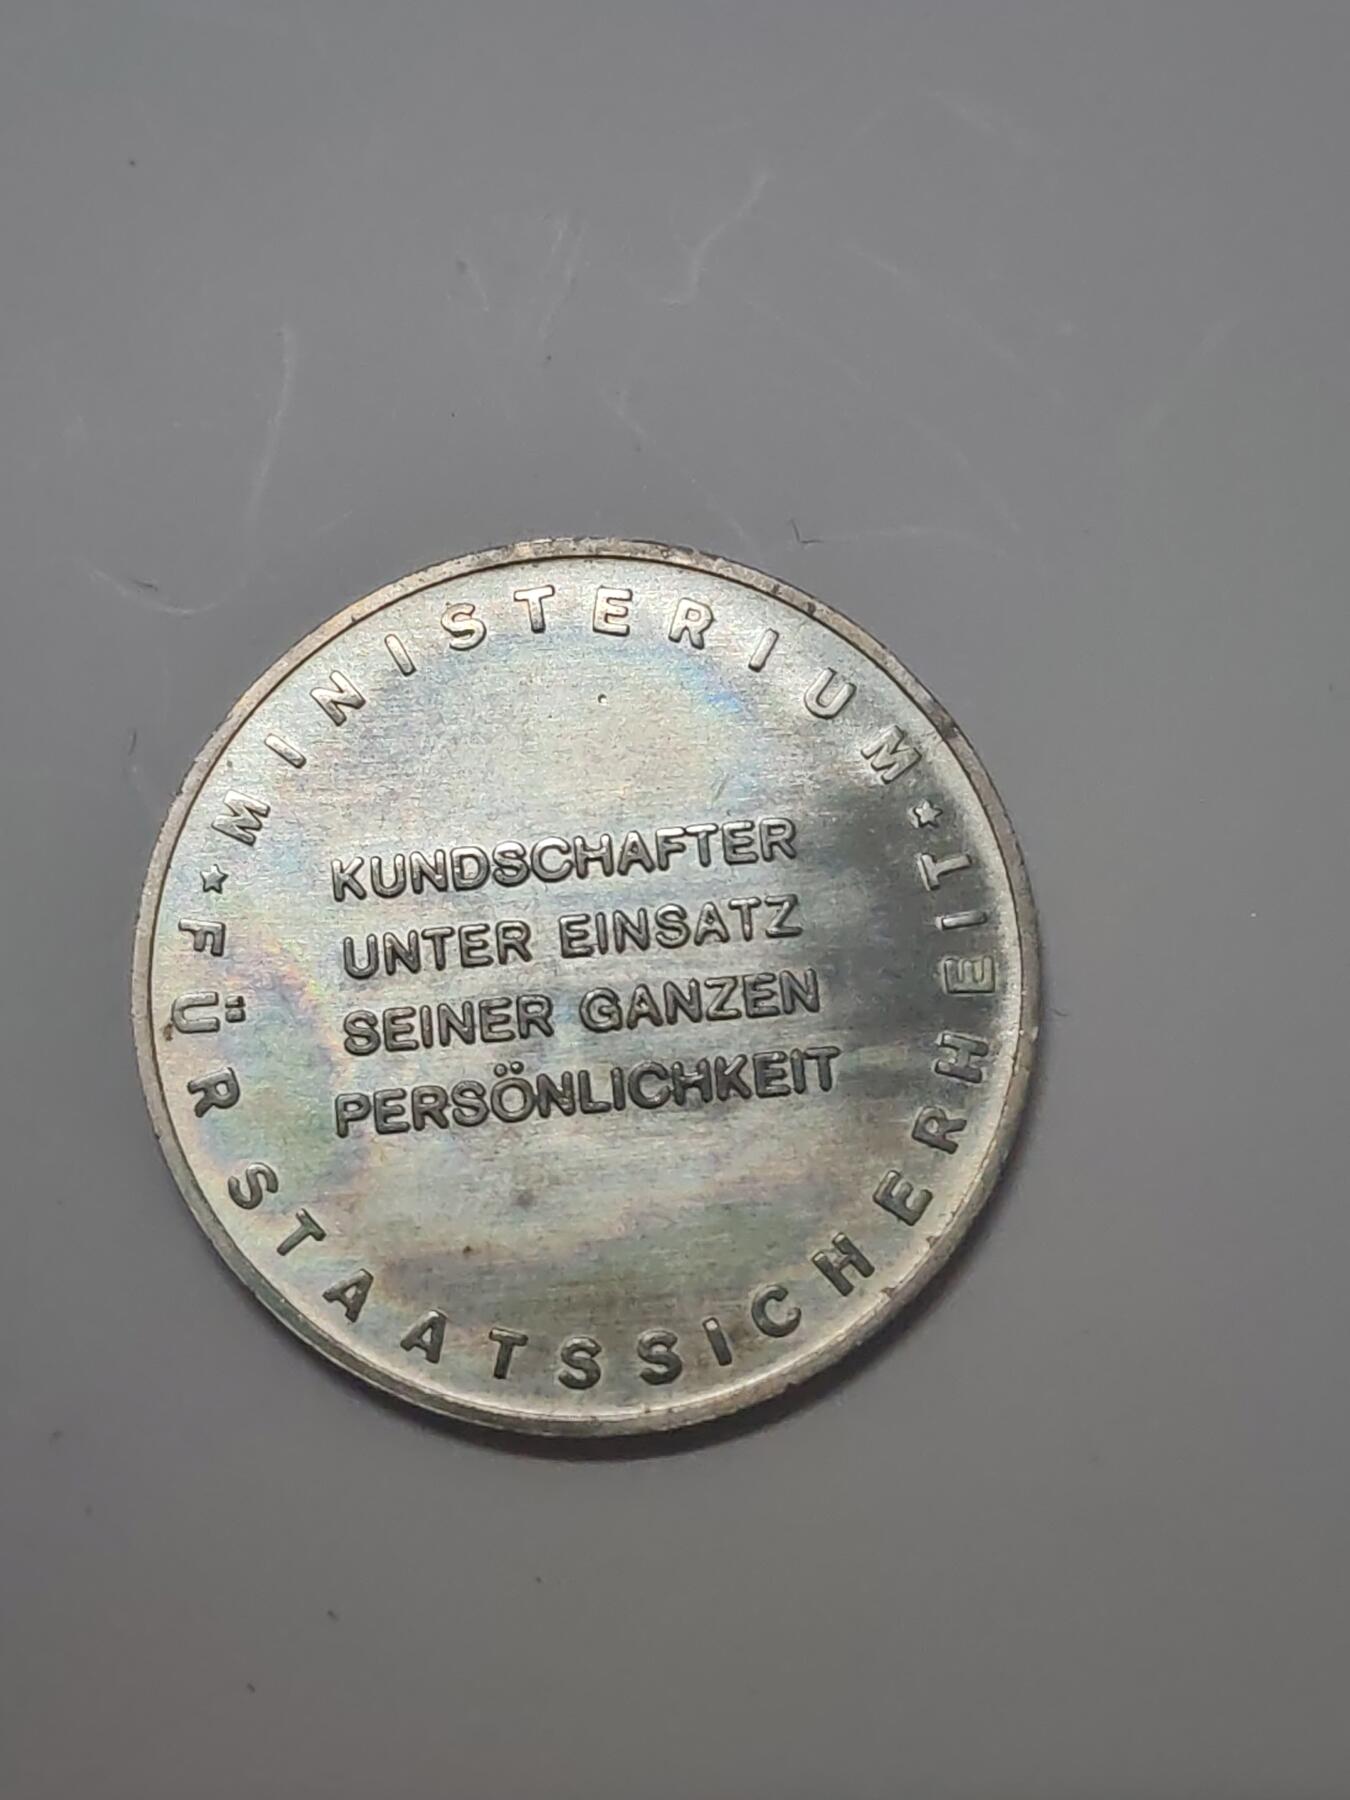 MINISTERIUM
KUNDSCHAFTER
UNTER EINSATZ
SEINER GANZEN
PERSÖNLICHKEIT
FÜR STAATSSICHERHEIT